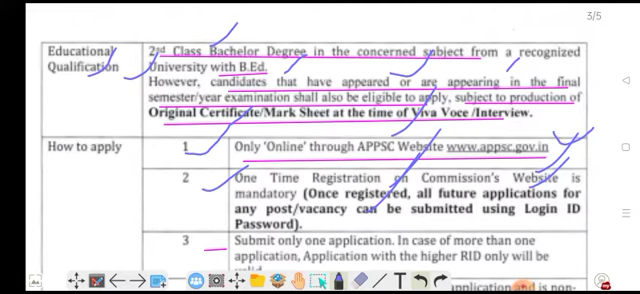 3/5
Educational
Qualification
2nd Class Bachelor Degree in the concerned subject from a recognized
University with B.Ed.
However, candidates that have appeared or are appearing in the final
semester/year examination shall also be eligible to apply, subject to production of
Original Certificate/Mark Sheet at the time of Viva Voce /Interview.
How to apply
1
Only 'Online' through APPSC Website www.appsc.gov.in
2
One Time Registration on Commission's Website is
mandatory (Once registered, all future applications for
any post/vacancy can be submitted using Login ID
Password).
3
Submit only one application. In case of more than one
application, Application with the higher RID only will be
T
application and is non-